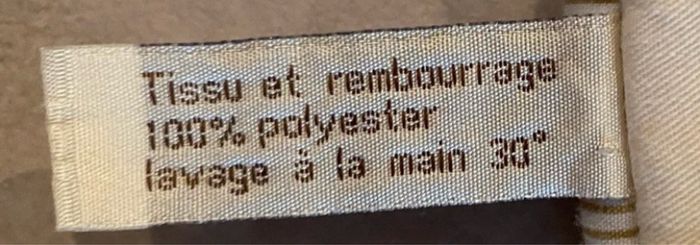 Tissu et rembourrage
100% polyester
lavage à la main 30°